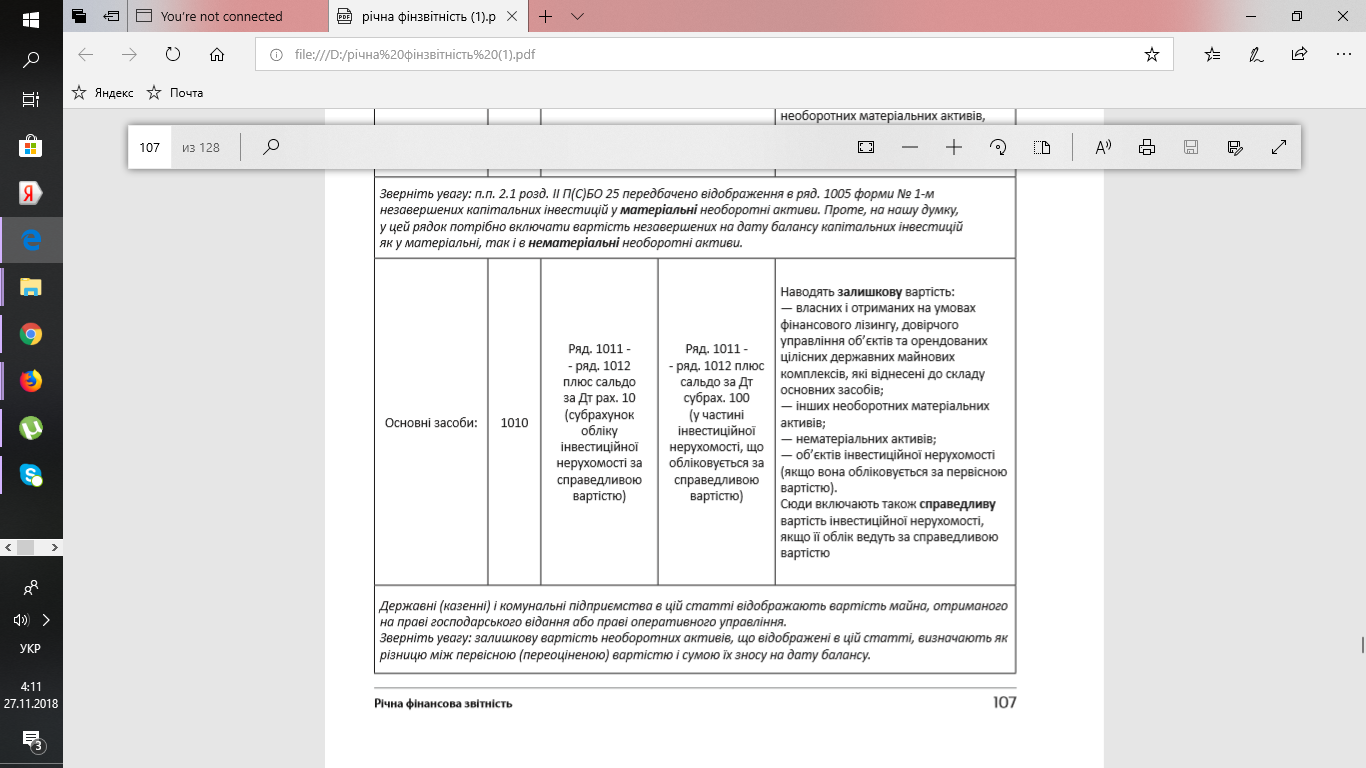 You're not connected
річна фінзвітність (1).p
file:///D:/річна%20фінзвітність%20(1).pdf
Яндекс
Почта
необоротних матеріальних активів,
107 из 128
Зверніть увагу: п.п. 2.1 розд. II П(С)БО 25 передбачено відображення в ряд. 1005 форми № 1-м
незавершених капітальних інвестицій у матеріальні необоротні активи. Проте, на нашу думку,
у цей рядок потрібно включати вартість незавершених на дату балансу капітальних інвестицій
як у матеріальні, так і в нематеріальні необоротні активи.
Основні засоби:
1010
Ряд. 1011 -
- ряд. 1012
плюс сальдо
за Дт рах. 10
(субрахунок
обліку
інвестиційної
нерухомості за
справедливою
вартістю)
Ряд. 1011 -
- ряд. 1012 плюс
сальдо за Дт
субрах. 100
(у частині
інвестиційної
нерухомості, що
обліковується за
справедливою
вартістю)
Наводять залишкову вартість:
— власних і отриманих на умовах
фінансового лізингу, довірчого
управління об'єктів та орендованих
цілісних державних майнових
комплексів, які віднесені до складу
основних засобів;
— інших необоротних матеріальних
активів;
— нематеріальних активів;
— об'єктів інвестиційної нерухомості
(якщо вона обліковується за первісною
вартістю).
Сюди включають також справедливу
вартість інвестиційної нерухомості,
якщо її облік ведуть за справедливою
вартістю
Державні (казенні) і комунальні підприємства в цій статті відображають вартість майна, отриманого
на праві господарського відання або праві оперативного управління.
Зверніть увагу: залишкову вартість необоротних активів, що відображені в цій статті, визначають як
різницю між первісною (переоціненою) вартістю і сумою їх зносу на дату балансу.
Річна фінансова звітність
107
УКР
4:11
27.11.2018
3